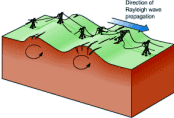 Direction of
Rayleigh wave
propagation